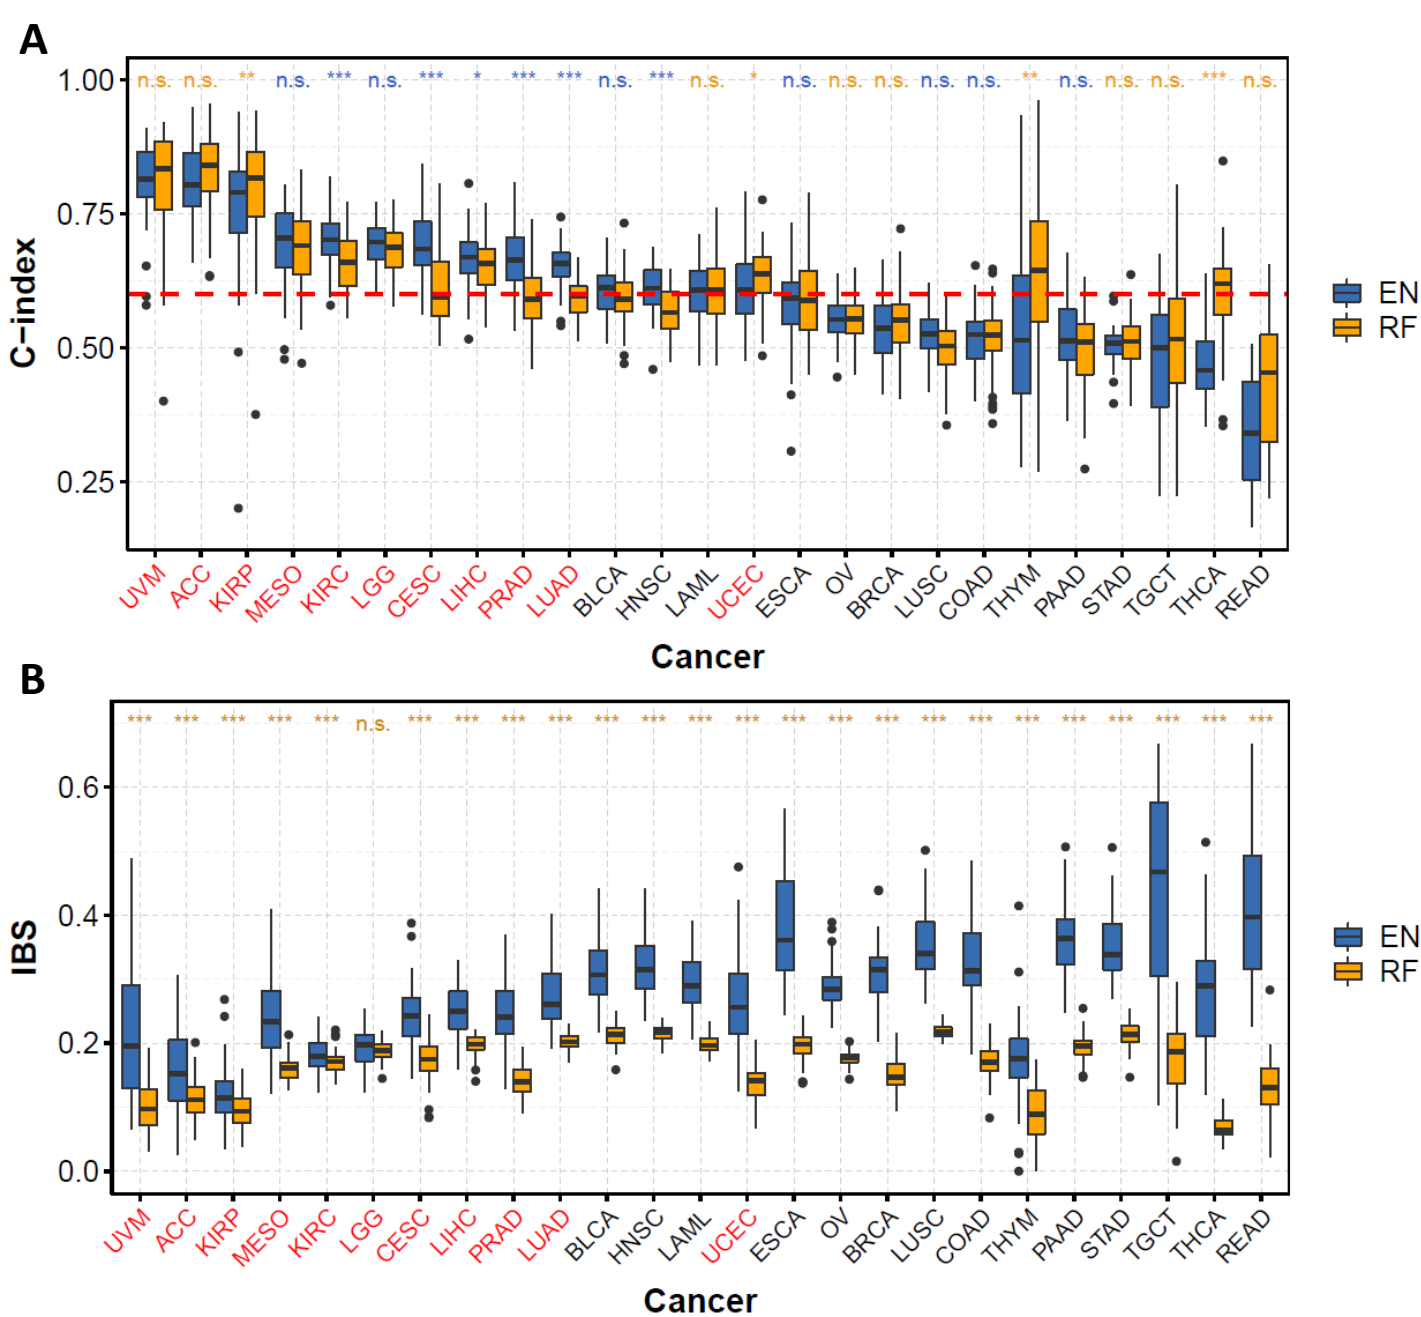 A
n.s. n.s. ** n.s. *** n.s. *** * *** *** n.s. *** n.s. * n.s. n.s. n.s. n.s. n.s. ** n.s. n.s. n.s. *** n.s.
1.00
0.75
0.50
0.25
C-index
EN
RF
UVM ACC KIRP MESO KIRC LGG CESC LIHC PRAD LUAD BLCA HNSC LAML UCEC ESCA OV BRCA LUSC COAD THYM PAAD STAD TGCT THCA READ
Cancer
B
*** *** *** *** *** n.s. *** *** *** *** *** *** *** *** *** *** *** *** *** *** *** *** *** *** ***
0.6
0.4
0.2
0.0
IBS
EN
RF
UVM ACC KIRP MESO KIRC LGG CESC LIHC PRAD LUAD BLCA HNSC LAML UCEC ESCA OV BRCA LUSC COAD THYM PAAD STAD TGCT THCA READ
Cancer